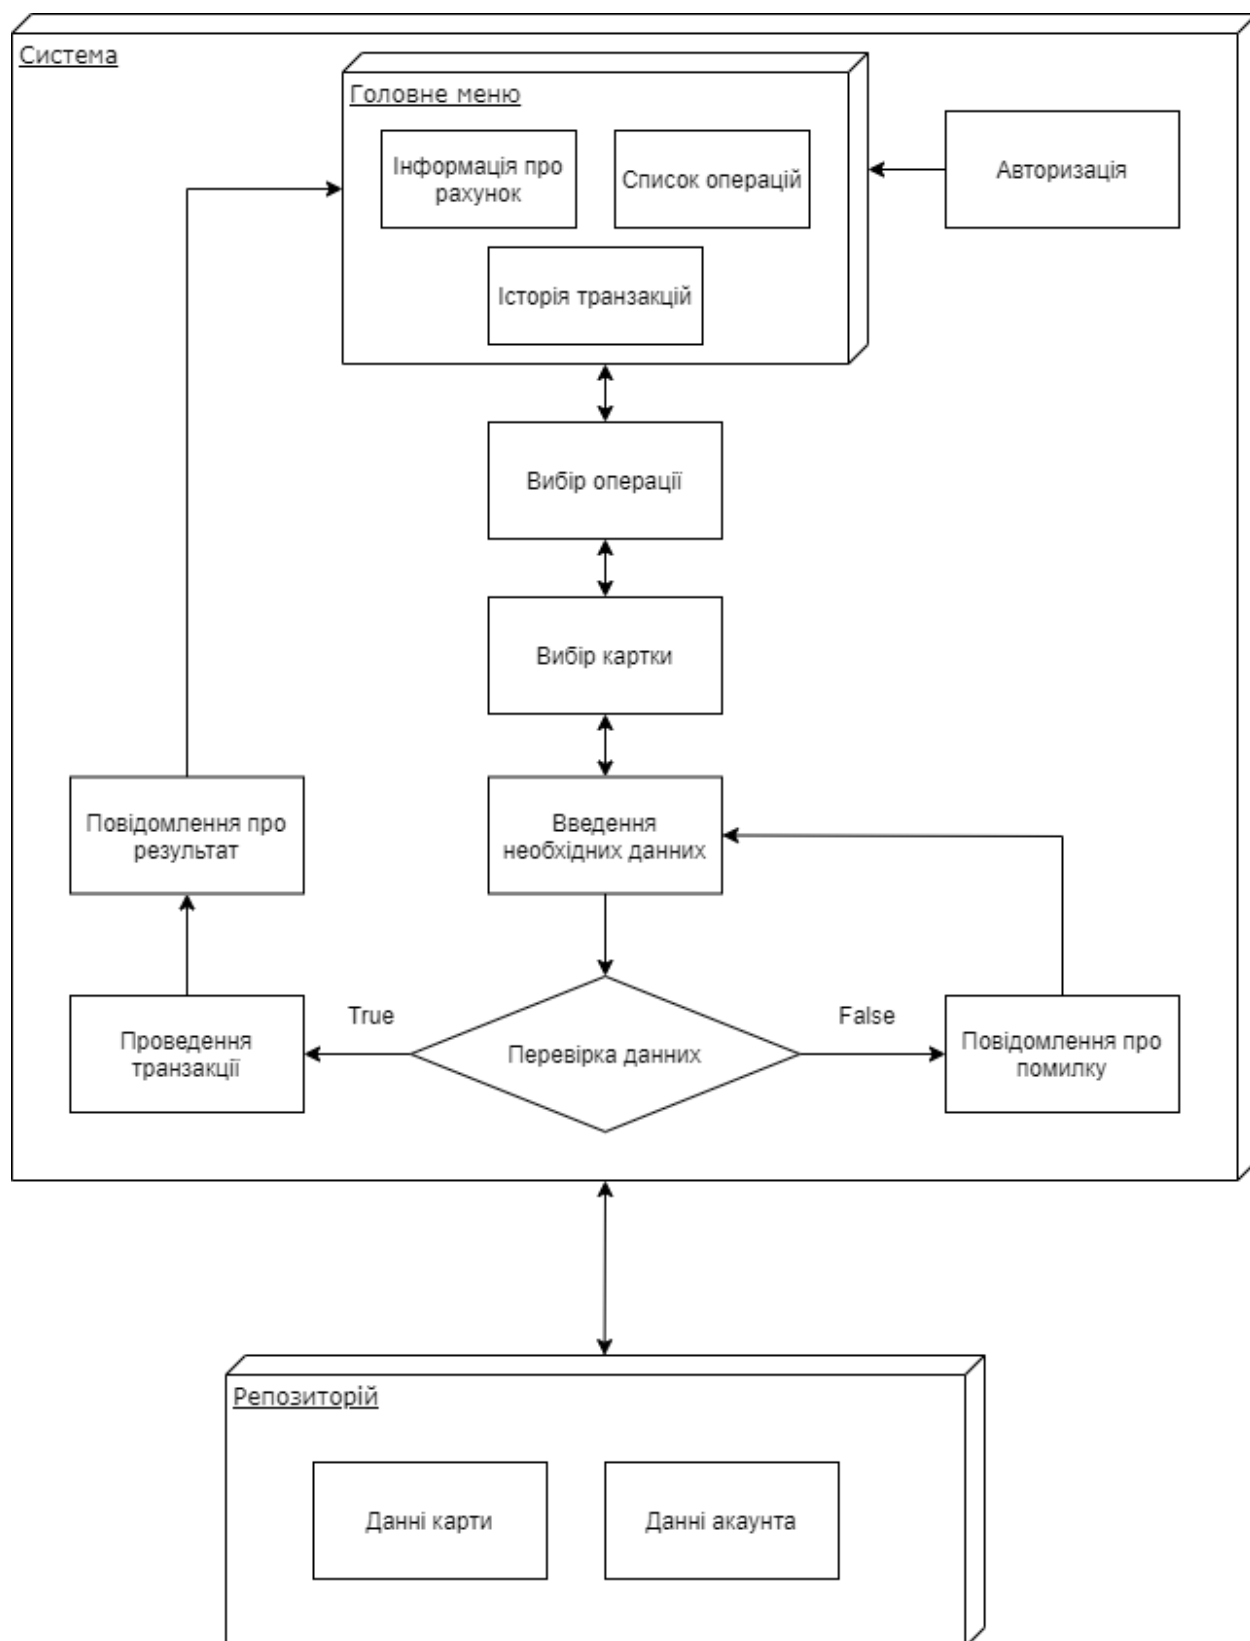 Система
Головне меню
Інформація про
рахунок
Список операцій
Авторизація
Історія транзакцій
Вибір операції
Вибір картки
Повідомлення про
результат
Введення
необхідних данних
True
False
Проведення
транзакції
Перевірка данних
Повідомлення про
помилку
Репозиторій
Данні карти
Данні акаунта